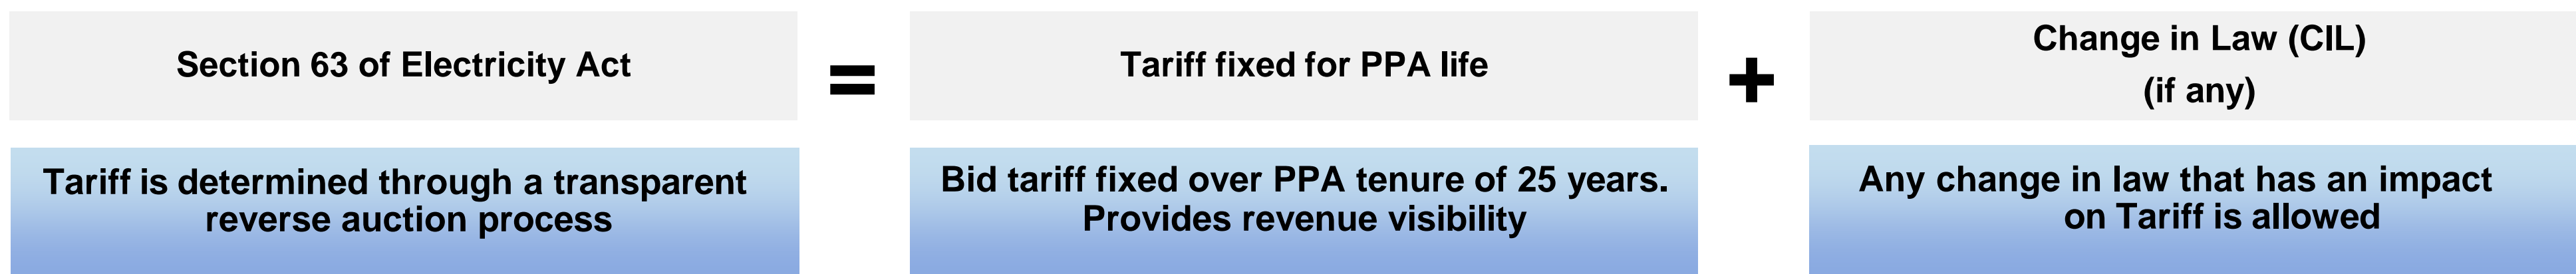 Section 63 of Electricity Act
=
Tariff fixed for PPA life
+
Change in Law (CIL)
(if any)
Tariff is determined through a transparent
reverse auction process
Bid tariff fixed over PPA tenure of 25 years.
Provides revenue visibility
Any change in law that has an impact
on Tariff is allowed